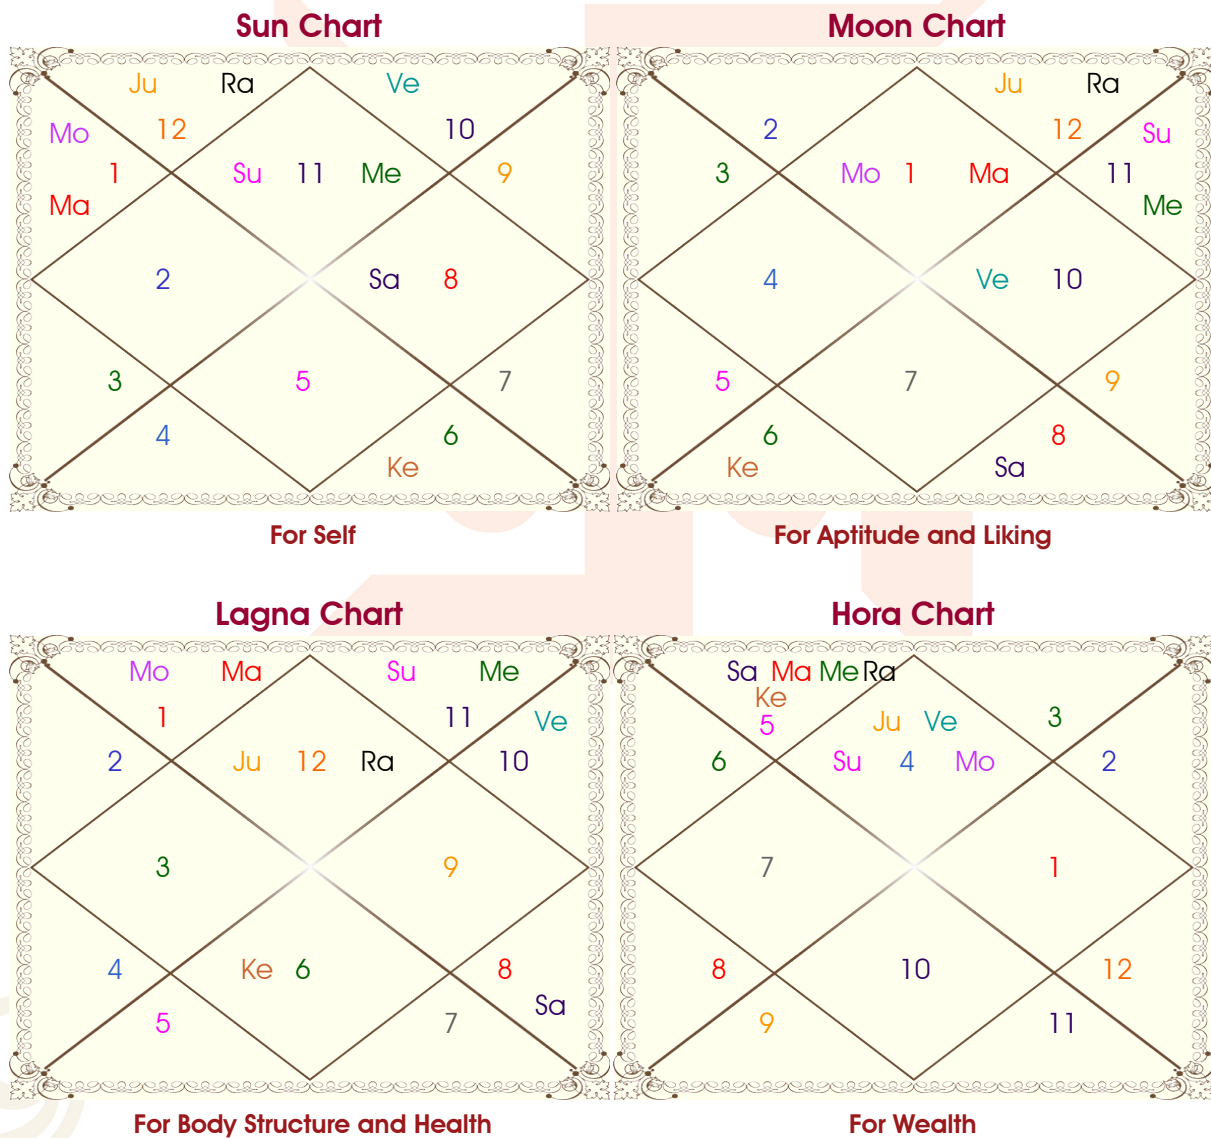 Sun Chart
Ju Ra Ve
Mo 12 10
1 Su 11 Me 9
Ma
2 Sa 8
3 5 7
4 6
Ke
For Self
Moon Chart
Ju Ra
2 12 Su
3 Mo 1 Ma 11
Me
4 Ve 10
5 7 9
6 8
Ke Sa
For Aptitude and Liking
Lagna Chart
Mo Ma Su Me
1 11 Ve
2 Ju 12 Ra 10
3 9
4 Ke 6 8
Sa
5 7
For Body Structure and Health
Hora Chart
Sa Ma Me Ra
Ke
5 Ju Ve 3
6 Su 4 Mo 2
7 1
8 10 12
9 11
For Wealth